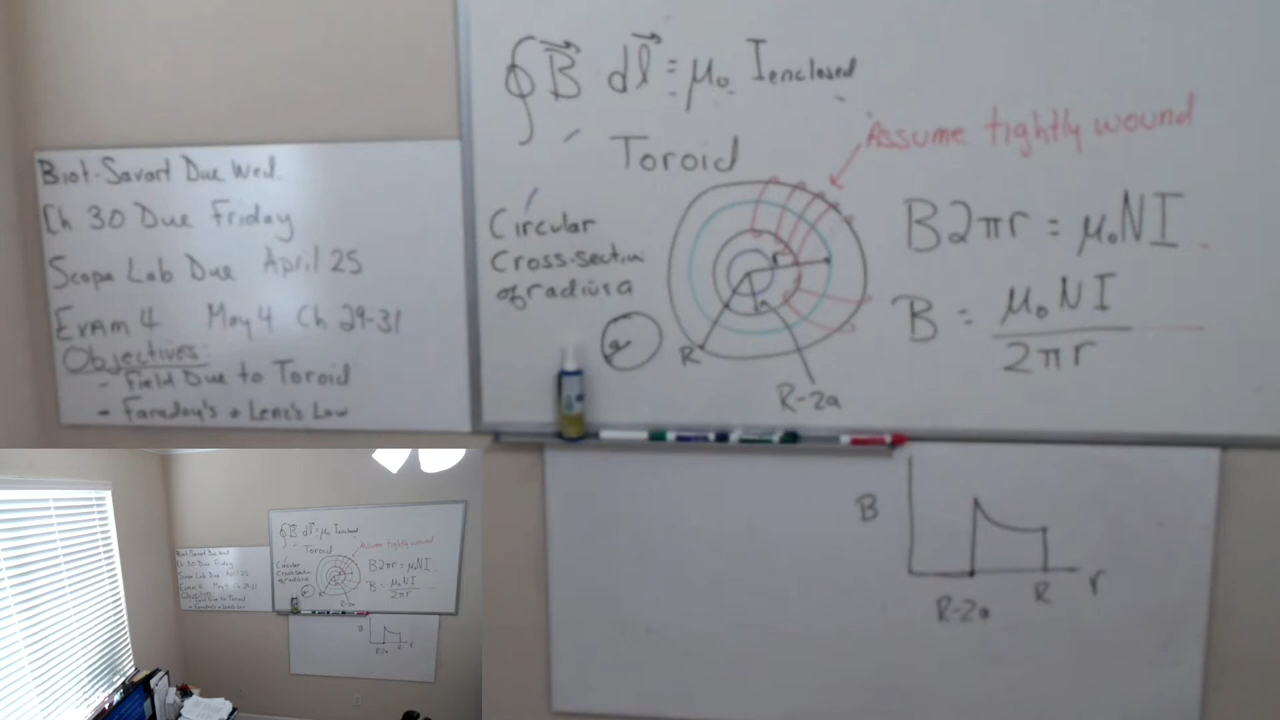 Biot-Savart Due Wed.
Ch 30 Due Friday
Scope Lab Due April 25
Exam 4 May 4 Ch 29-31
Objectives:
- Field Due to Toroid
- Faraday's + Lenz's Law
∮ B⃗ dl⃗ = μ₀ Ienclosed
Toroid
Assume tightly wound
Circular
Cross-section
of radius a
a
r
R
R-2a
B2πr = μ₀NI
B = μ₀NI / 2πr
B
R-2a
R
r